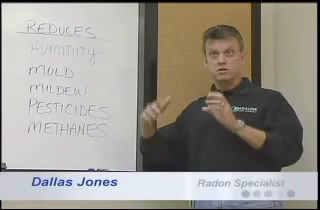 REDUCES
HUMIDITY
MOLD
MILDEW
PESTICIDES
METHANES
Dallas Jones
Radon Specialist